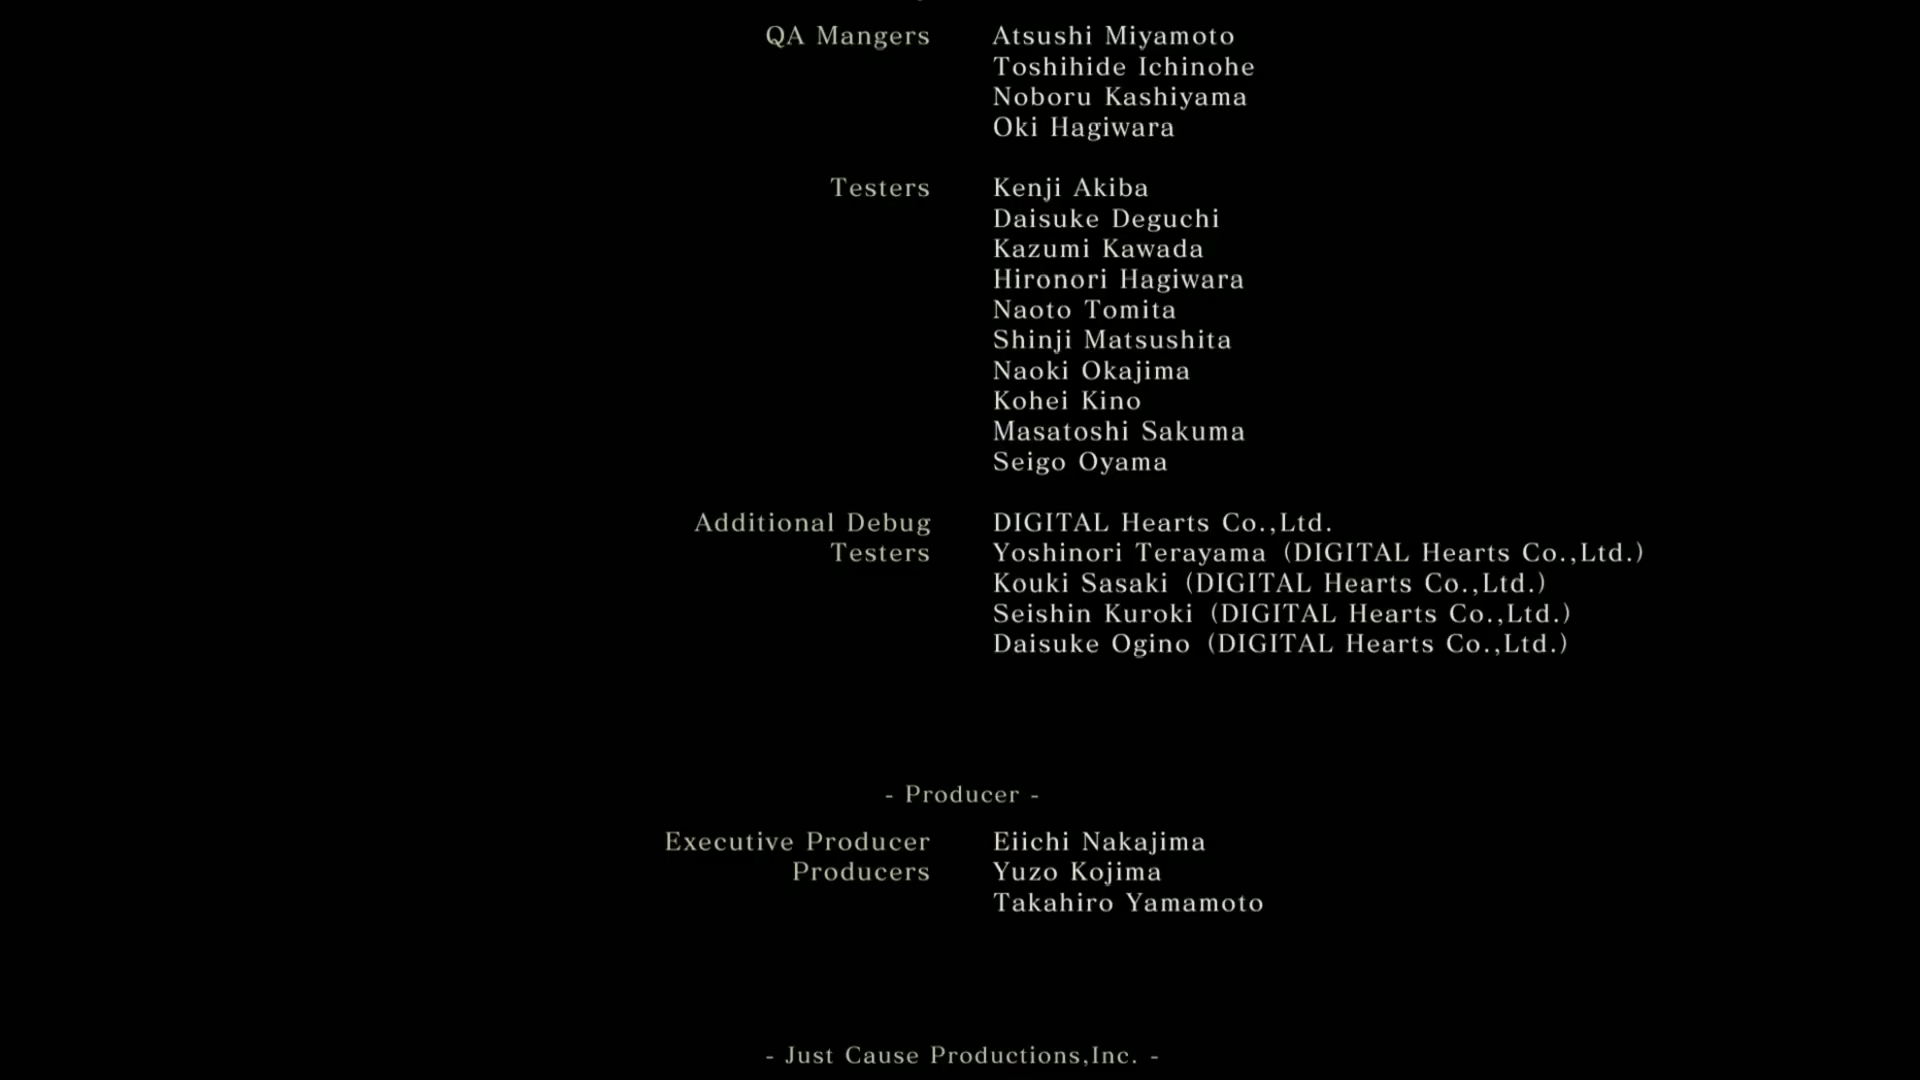 QA Mangers Atsushi Miyamoto
Toshihide Ichinohe
Noboru Kashiyama
Oki Hagiwara
Testers Kenji Akiba
Daisuke Deguchi
Kazumi Kawada
Hironori Hagiwara
Naoto Tomita
Shinji Matsushita
Naoki Okajima
Kohei Kino
Masatoshi Sakuma
Seigo Oyama
Additional Debug DIGITAL Hearts Co.,Ltd.
Testers Yoshinori Terayama (DIGITAL Hearts Co.,Ltd.)
Kouki Sasaki (DIGITAL Hearts Co.,Ltd.)
Seishin Kuroki (DIGITAL Hearts Co.,Ltd.)
Daisuke Ogino (DIGITAL Hearts Co.,Ltd.)
- Producer -
Executive Producer Eiichi Nakajima
Producers Yuzo Kojima
Takahiro Yamamoto
- Just Cause Productions,Inc. -